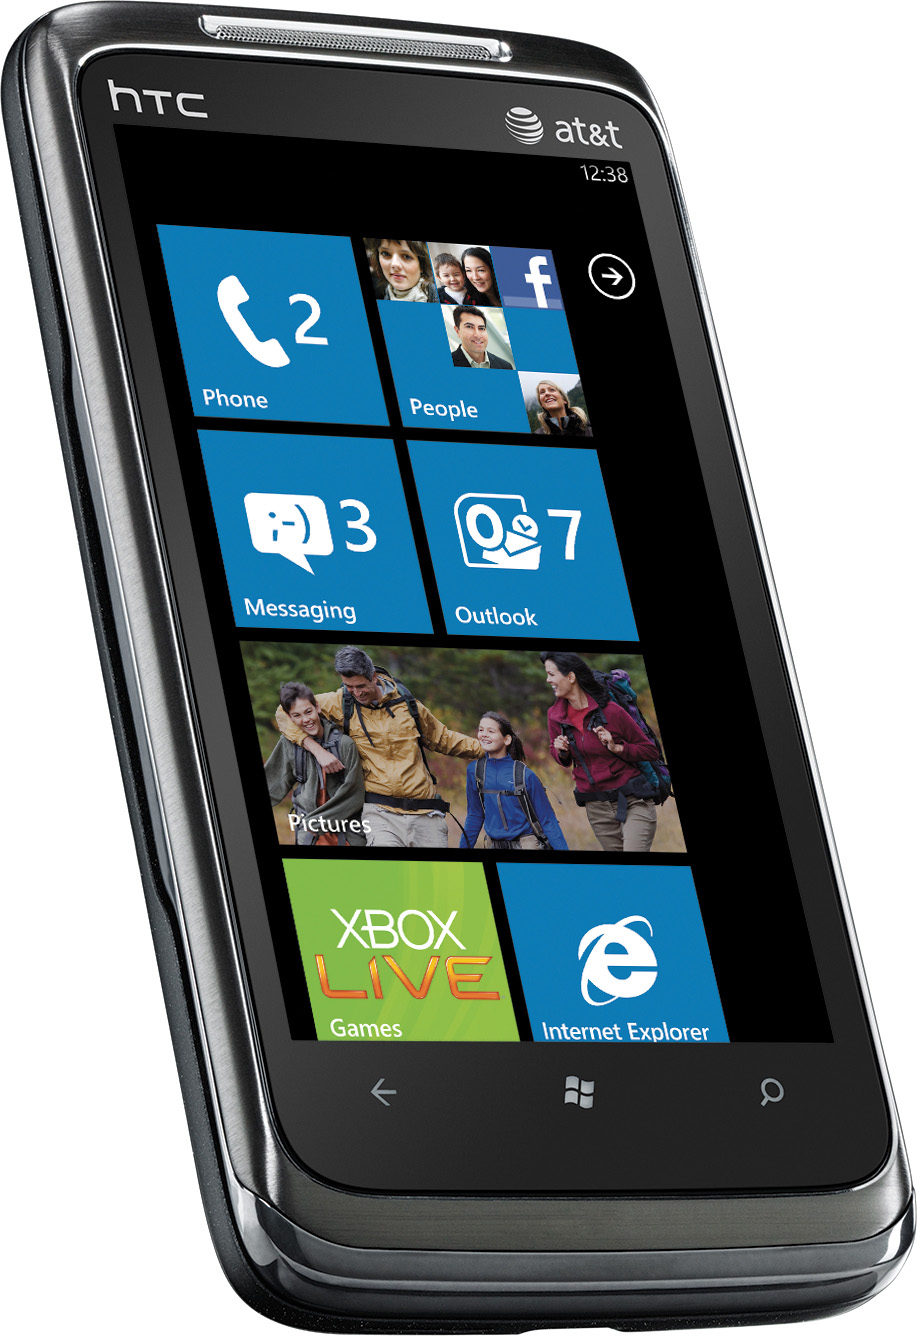 hTC
at&t
12:38
2
Phone
f
People
;-) 3
Messaging
O 7
Outlook
Pictures
XBOX
LIVE
Games
e
Internet Explorer